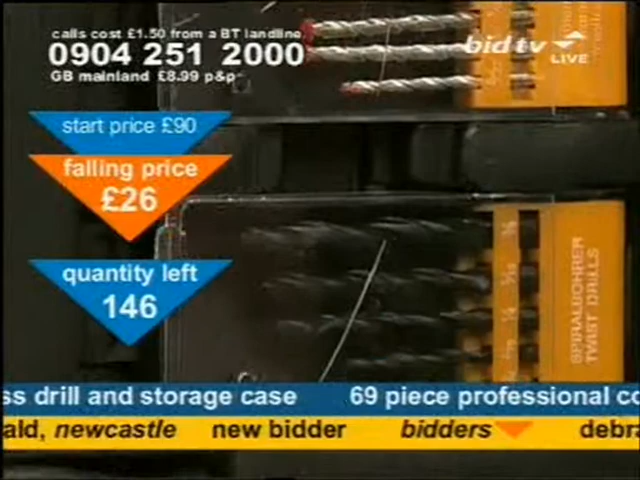 calls cost £1.50 from a BT landline
0904 251 2000
GB mainland £8.99 p&p
bid tv
LIVE
start price £90
falling price
£26
quantity left
146
SPIRALBOHRER
TWIST DRILLS
ss drill and storage case 69 piece professional co
ald, newcastle new bidder bidders debra